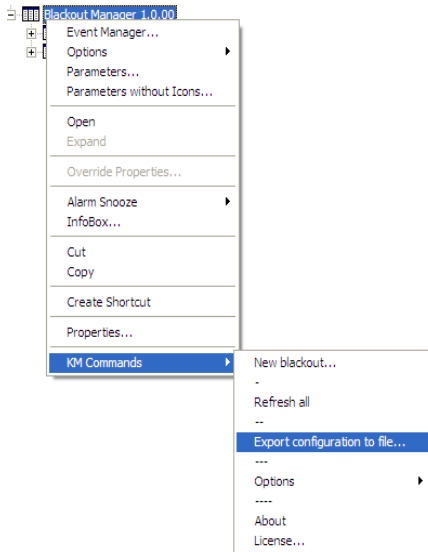 Blackout Manager 1.0.00
Event Manager...
Options
Parameters...
Parameters without Icons...
Open
Expand
Override Properties...
Alarm Snooze
InfoBox...
Cut
Copy
Create Shortcut
Properties...
KM Commands
New blackout...
-
Refresh all
--
Export configuration to file...
---
Options
----
About
License...